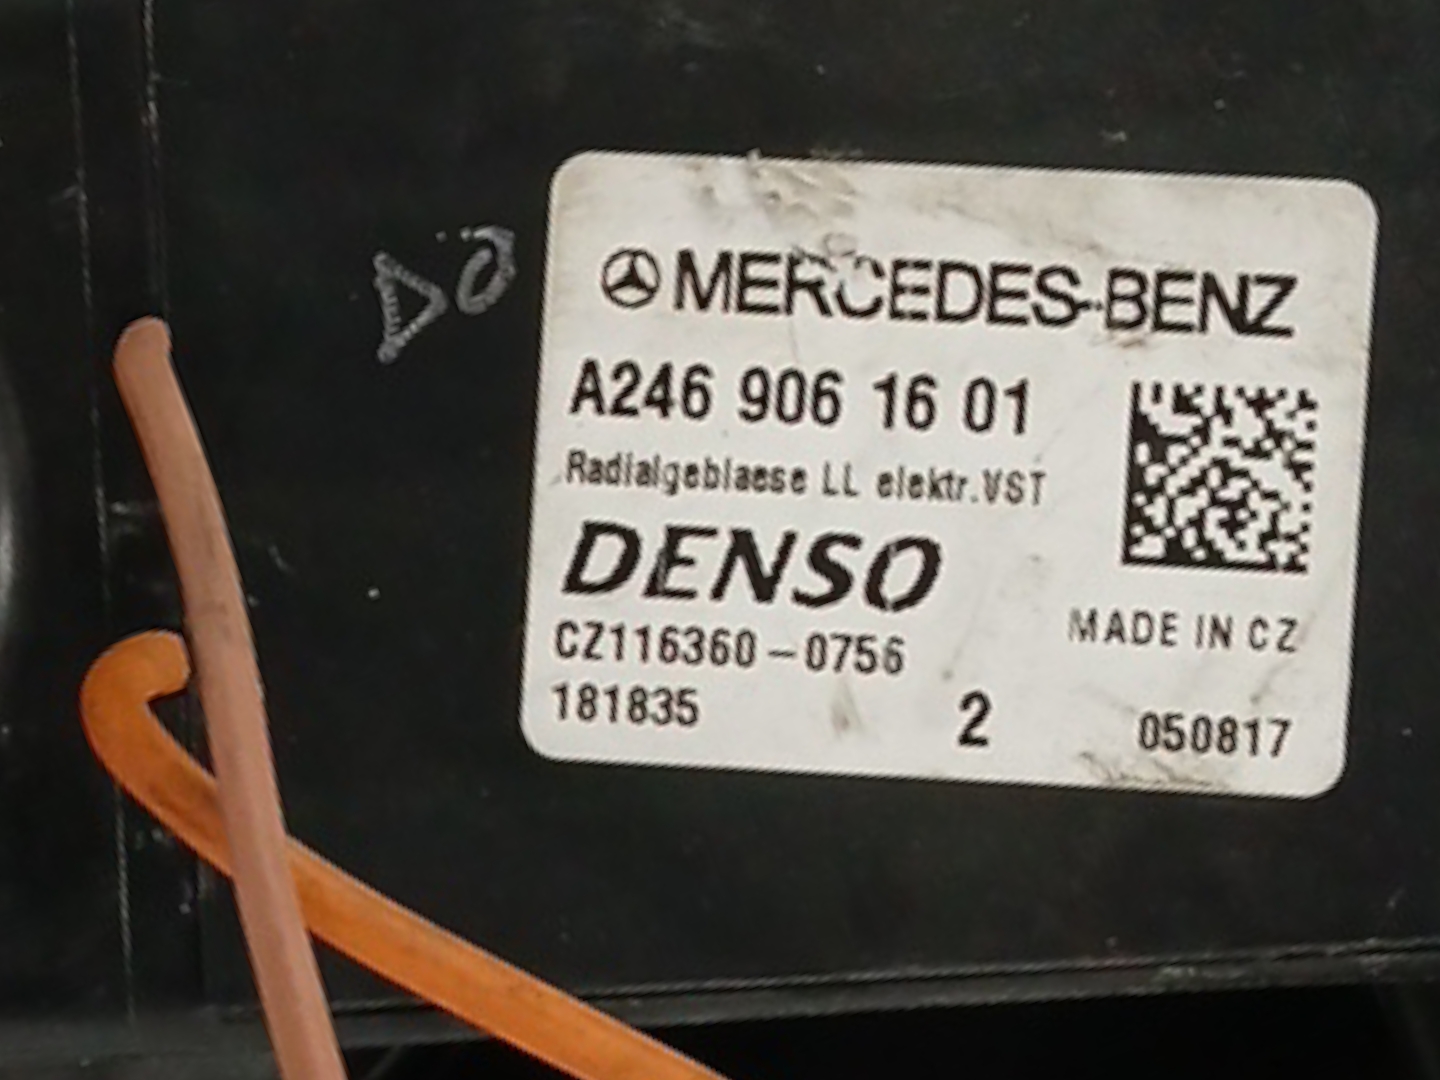 MERCEDES-BENZ
A246 906 16 01
Radialgeblaese LL elektr.VST
DENSO
CZ116360-0756
MADE IN CZ
181835 2 050817